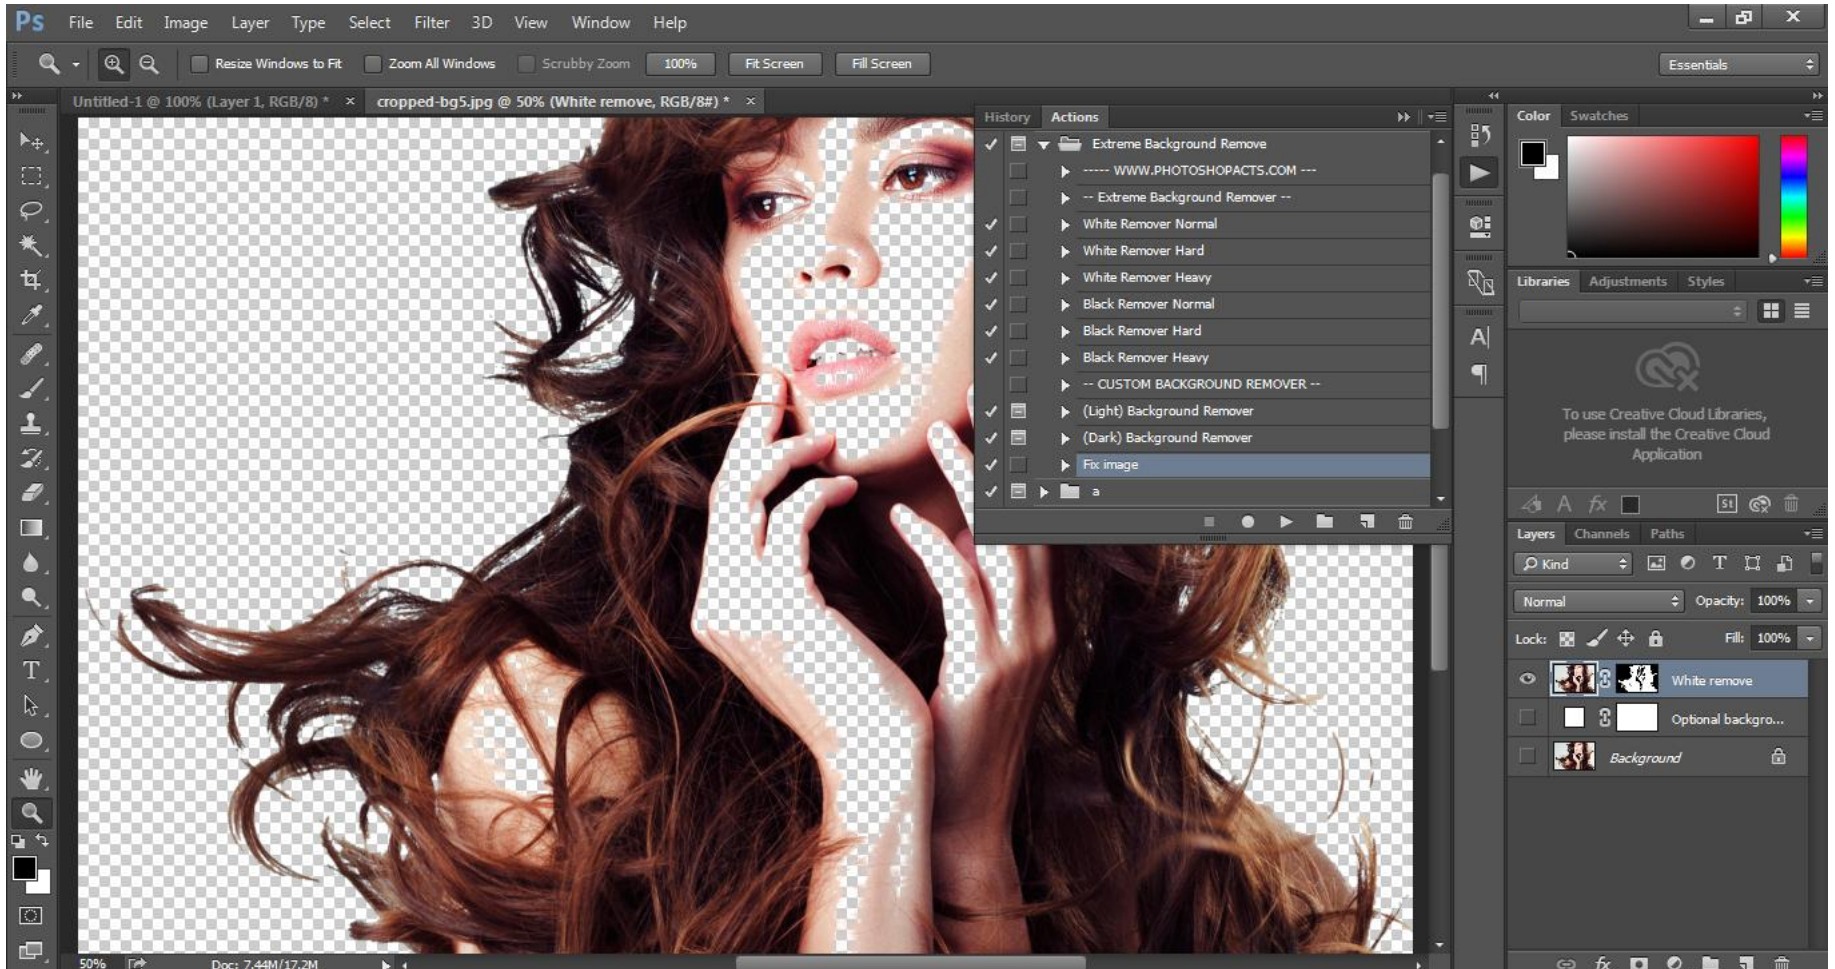 Ps File Edit Image Layer Type Select Filter 3D View Window Help
Resize Windows to Fit Zoom All Windows Scrubby Zoom 100% Fit Screen Fill Screen Essentials
Untitled-1 @ 100% (Layer 1, RGB/8) * × cropped-bg5.jpg @ 50% (White remove, RGB/8#) * ×
History Actions
Extreme Background Remove
----- WWW.PHOTOSHOPACTS.COM ---
-- Extreme Background Remover --
White Remover Normal
White Remover Hard
White Remover Heavy
Black Remover Normal
Black Remover Hard
Black Remover Heavy
-- CUSTOM BACKGROUND REMOVER --
(Light) Background Remover
(Dark) Background Remover
Fix image
a
Color Swatches
Libraries Adjustments Styles
To use Creative Cloud Libraries,
please install the Creative Cloud
Application
St
Layers Channels Paths
Kind
Normal Opacity: 100%
Lock: Fill: 100%
White remove
Optional backgro...
Background
50% Doc: 7.44M/17.2M